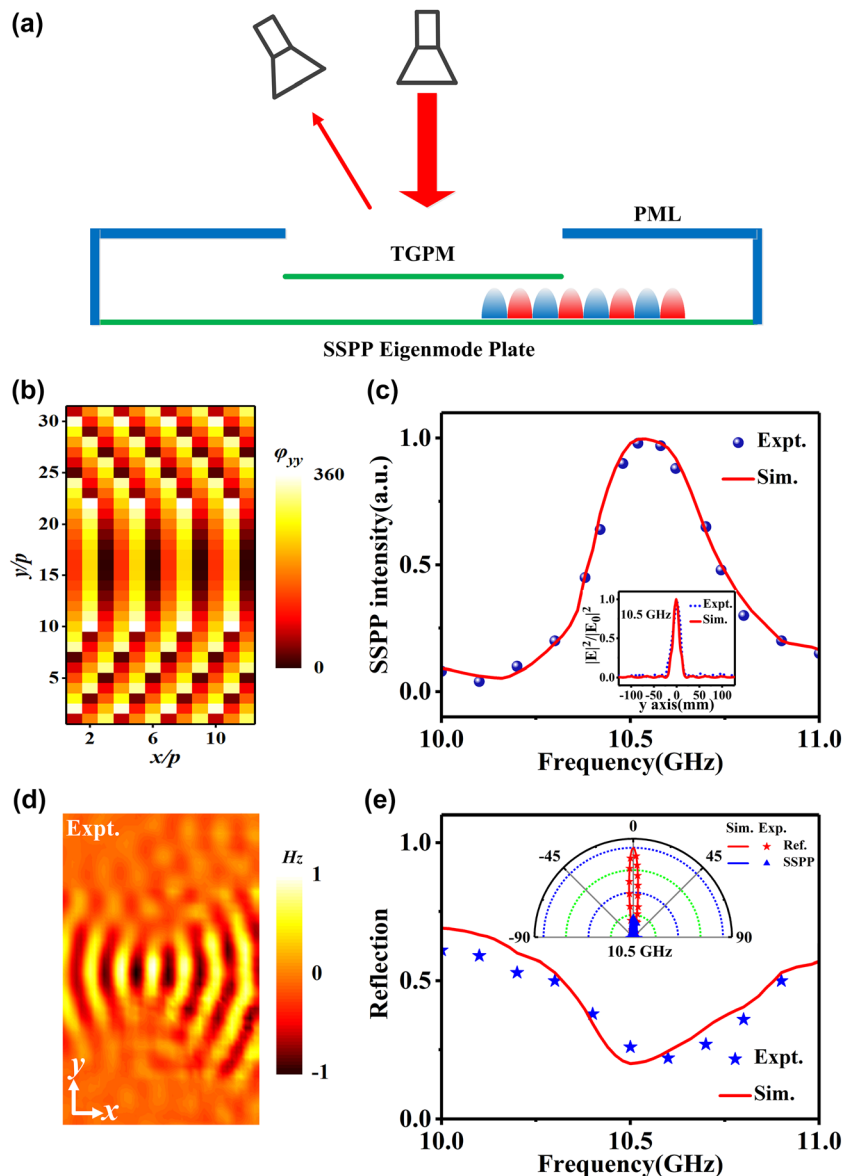 (a)
PML
TGPM
SSPP Eigenmode Plate
(b)
30
25
20
15
10
5
y/p
2
6
10
x/p
φyy
360
0
(c)
1.0
0.5
0.0
SSPP intensity(a.u.)
Expt.
Sim.
10.5 GHz
Expt.
Sim.
1.0
0.5
0.0
|E|²/|E₀|²
-100 -50 0 50 100
y axis(mm)
10.0 10.5 11.0
Frequency(GHz)
(d)
Expt.
y
x
Hz
1
0
-1
(e)
1.0
0.5
0.0
Reflection
0
-45
45
-90
90
10.5 GHz
Sim. Exp.
Ref.
SSPP
Expt.
Sim.
10.0 10.5 11.0
Frequency(GHz)